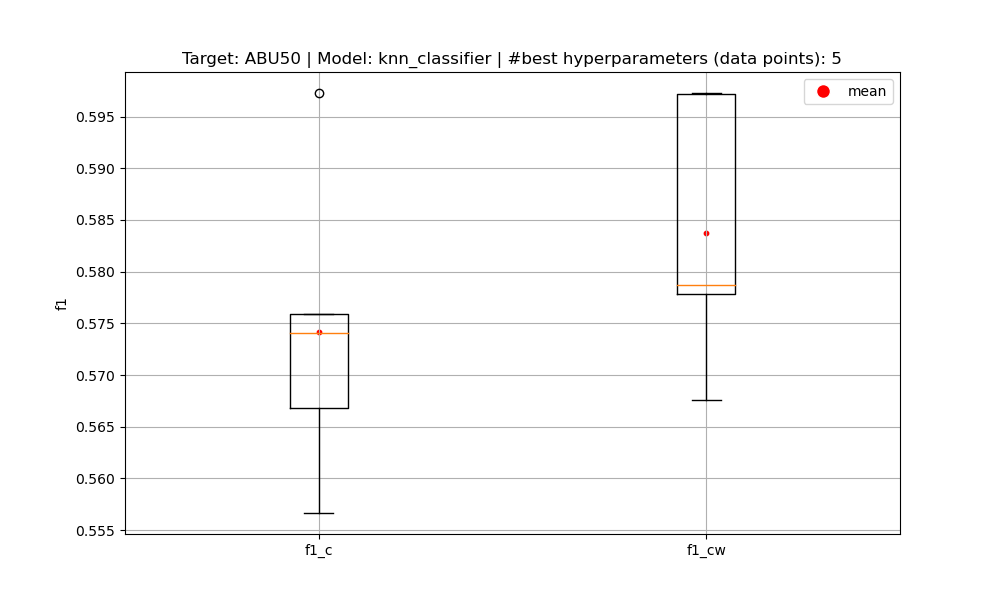 Target: ABU50 | Model: knn_classifier | #best hyperparameters (data points): 5
mean
0.595
0.590
0.585
0.580
0.575
0.570
0.565
0.560
0.555
f1
f1_c
f1_cw